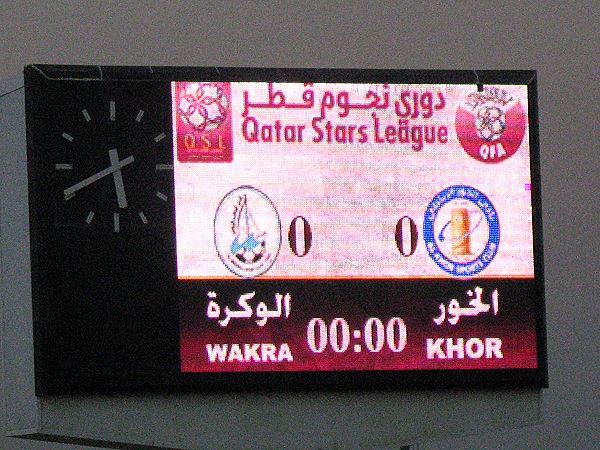 دوري نجوم قطر
Qatar Stars League
QSL
QFA
0 0
الوكرة
الخور
00:00
WAKRA
KHOR